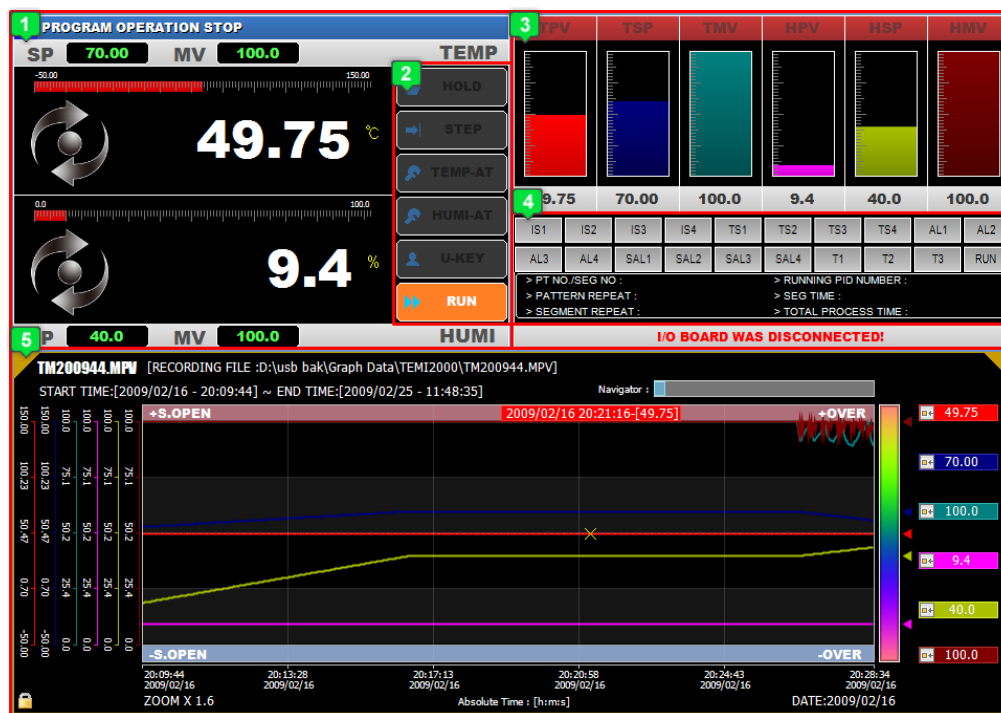 1 PROGRAM OPERATION STOP
SP 70.00 MV 100.0 TEMP
-50.00 150.00
49.75 ℃
0.0 100.0
9.4 %
2
HOLD
STEP
TEMP-AT
HUMI-AT
U-KEY
RUN
5 P 40.0 MV 100.0 HUMI
3 TPV TSP TMV HPV HSP HMV
9.75 70.00 100.0 9.4 40.0 100.0
4
IS1 IS2 IS3 IS4 TS1 TS2 TS3 TS4 AL1 AL2
AL3 AL4 SAL1 SAL2 SAL3 SAL4 T1 T2 T3 RUN
> PT NO./SEG NO : > RUNNING PID NUMBER :
> PATTERN REPEAT : > SEG TIME :
> SEGMENT REPEAT : > TOTAL PROCESS TIME :
I/O BOARD WAS DISCONNECTED!
TM200944.MPV [RECORDING FILE :D:\usb bak\Graph Data\TEMI2000\TM200944.MPV]
START TIME:[2009/02/16 - 20:09:44] ~ END TIME:[2009/02/25 - 11:48:35] Navigator :
+S.OPEN 2009/02/16 20:21:16-[49.75] +OVER
150.00 150.00 100.0 100.0 100.0 100.0
100.23 100.23 75.1 75.1 75.1 75.1
50.47 50.47 50.2 50.2 50.2 50.2
0.70 0.70 25.4 25.4 25.4 25.4
-50.00 -50.00 0.0 0.0 0.0 0.0
49.75
70.00
100.0
9.4
40.0
100.0
-S.OPEN -OVER
20:09:44 20:13:28 20:17:13 20:20:58 20:24:43 20:28:34
2009/02/16 2009/02/16 2009/02/16 2009/02/16 2009/02/16 2009/02/16
ZOOM X 1.6 Absolute Time : [h:m:s] DATE:2009/02/16